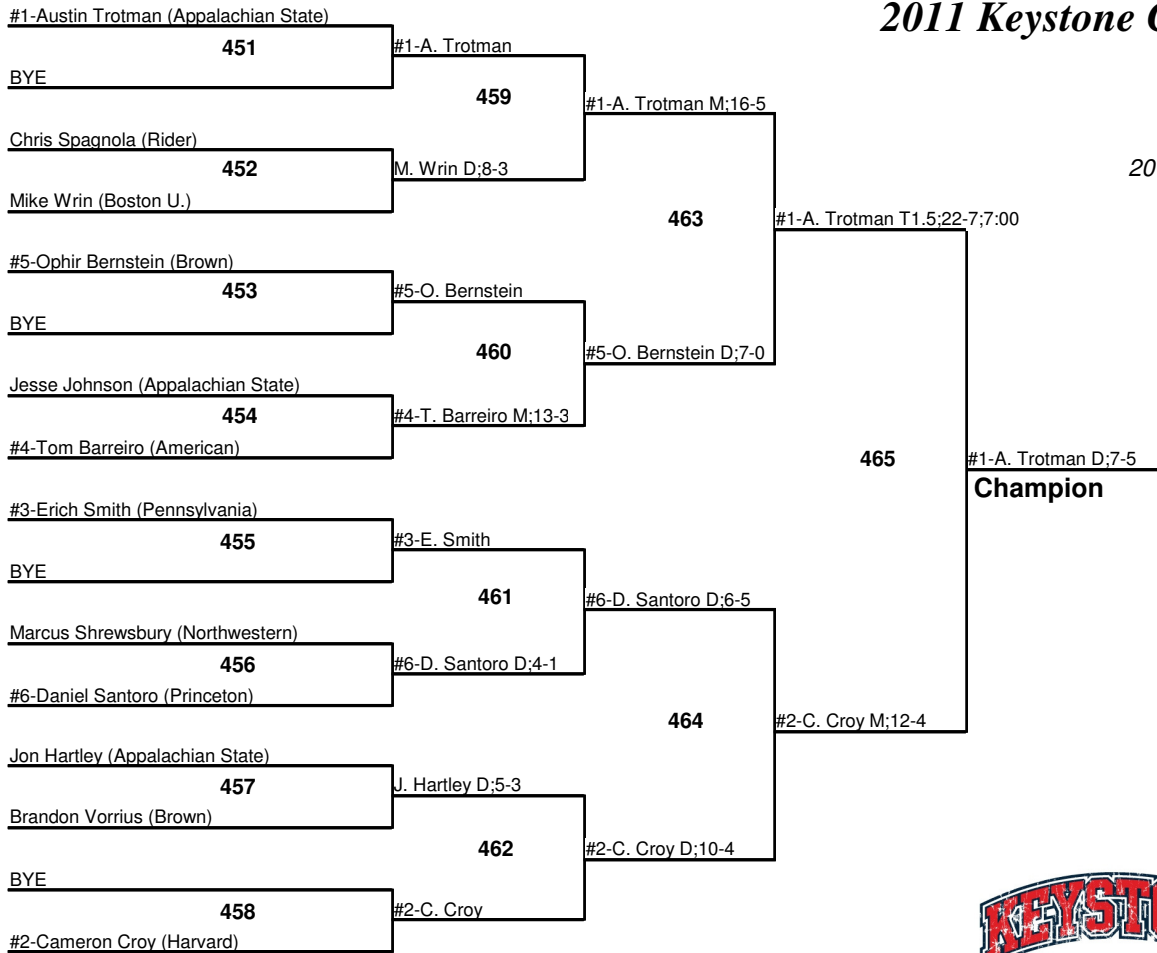 2011 Keystone C
20
#1-Austin Trotman (Appalachian State)
451
BYE
#1-A. Trotman
459
Chris Spagnola (Rider)
452
Mike Wrin (Boston U.)
M. Wrin D;8-3
#1-A. Trotman M;16-5
463
#5-Ophir Bernstein (Brown)
453
BYE
#5-O. Bernstein
460
Jesse Johnson (Appalachian State)
454
#4-Tom Barreiro (American)
#4-T. Barreiro M;13-3
#5-O. Bernstein D;7-0
#1-A. Trotman T1.5;22-7;7:00
465
#3-Erich Smith (Pennsylvania)
455
BYE
#3-E. Smith
461
Marcus Shrewsbury (Northwestern)
456
#6-Daniel Santoro (Princeton)
#6-D. Santoro D;4-1
#6-D. Santoro D;6-5
464
Jon Hartley (Appalachian State)
457
Brandon Vorrius (Brown)
J. Hartley D;5-3
462
BYE
458
#2-Cameron Croy (Harvard)
#2-C. Croy
#2-C. Croy D;10-4
#2-C. Croy M;12-4
#1-A. Trotman D;7-5
Champion
KEYST